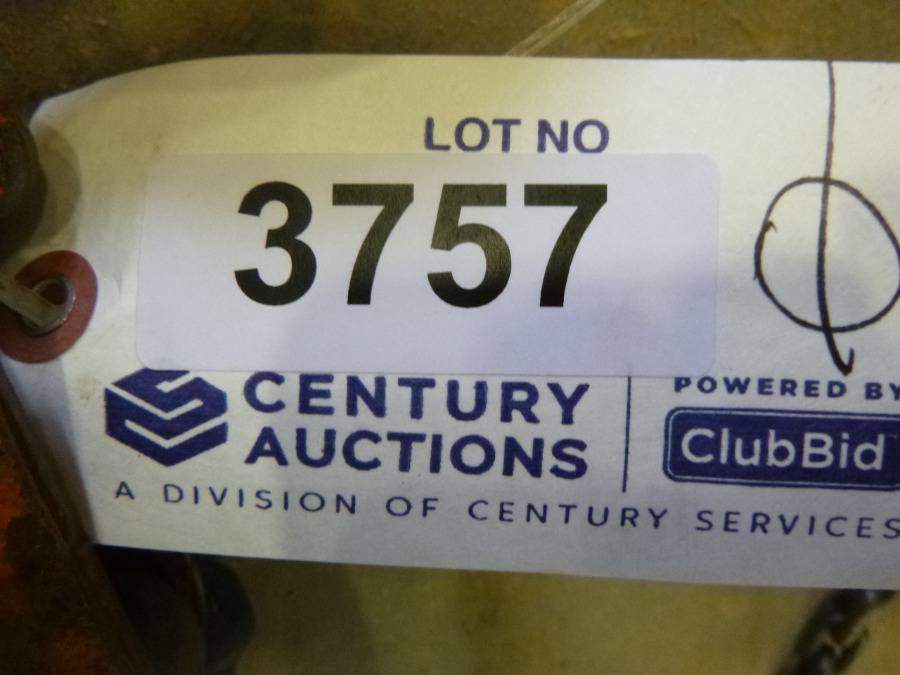 LOT NO
3757
CENTURY
AUCTIONS
A DIVISION OF CENTURY SERVICES
POWERED BY
ClubBid